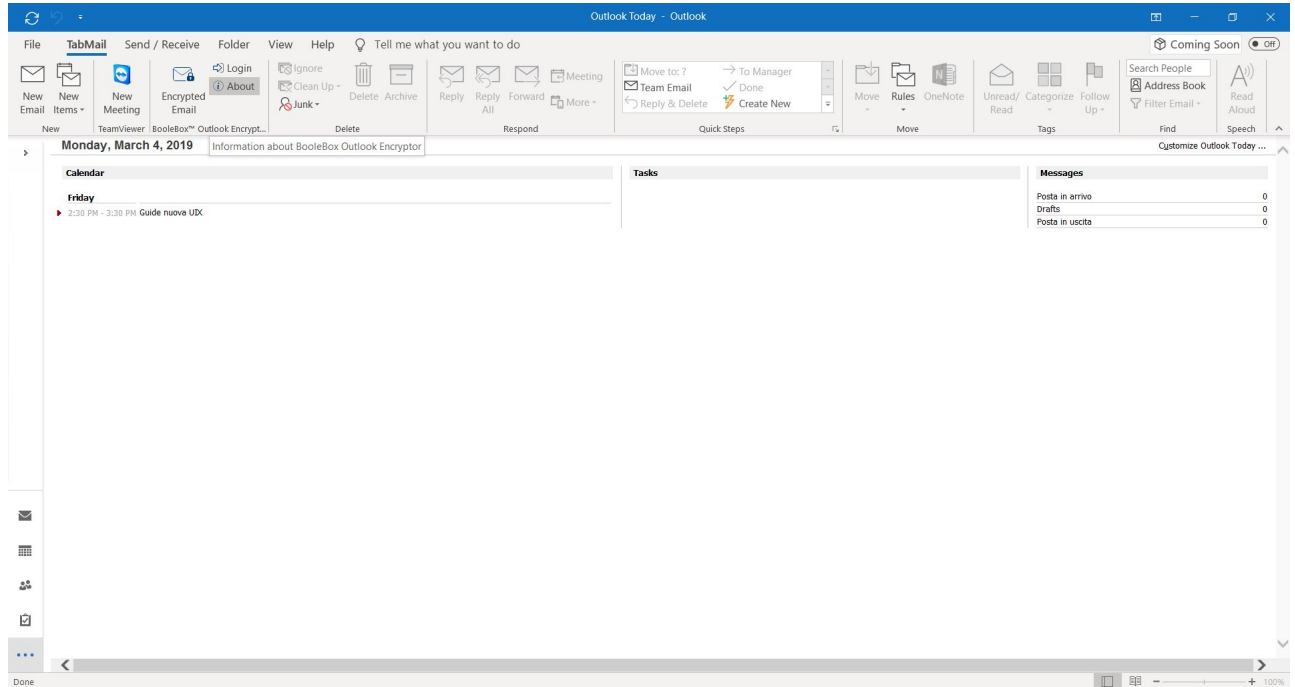 Outlook Today - Outlook
File TabMail Send / Receive Folder View Help Tell me what you want to do Coming Soon Off
New Email
New Items
New Meeting
Encrypted Email
Login
About
Ignore
Clean Up
Junk
Delete
Archive
Reply
Reply All
Forward
Meeting
More
Move to: ?
Team Email
Reply & Delete
To Manager
Done
Create New
Move
Rules
OneNote
Unread/ Read
Categorize
Follow Up
Search People
Address Book
Filter Email
Read Aloud
New TeamViewer BooleBox™ Outlook Encrypt... Delete Respond Quick Steps Move Tags Find Speech
Monday, March 4, 2019
Information about BooleBox Outlook Encryptor
Customize Outlook Today ...
Calendar
Friday
2:30 PM - 3:30 PM Guide nuova UIX
Tasks
Messages
Posta in arrivo 0
Drafts 0
Posta in uscita 0
Done
100%